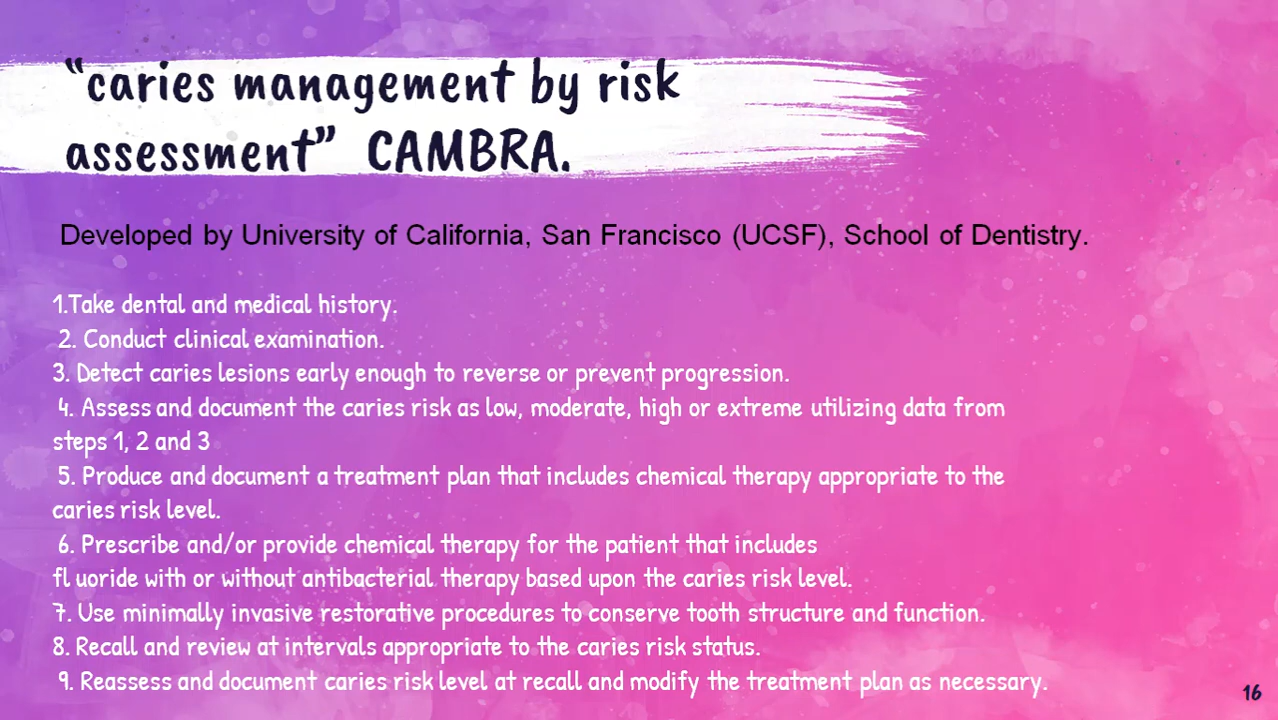 “caries management by risk
assessment” CAMBRA.
Developed by University of California, San Francisco (UCSF), School of Dentistry.
1.Take dental and medical history.
2. Conduct clinical examination.
3. Detect caries lesions early enough to reverse or prevent progression.
4. Assess and document the caries risk as low, moderate, high or extreme utilizing data from
steps 1, 2 and 3
5. Produce and document a treatment plan that includes chemical therapy appropriate to the
caries risk level.
6. Prescribe and/or provide chemical therapy for the patient that includes
fl uoride with or without antibacterial therapy based upon the caries risk level.
7. Use minimally invasive restorative procedures to conserve tooth structure and function.
8. Recall and review at intervals appropriate to the caries risk status.
9. Reassess and document caries risk level at recall and modify the treatment plan as necessary.
16